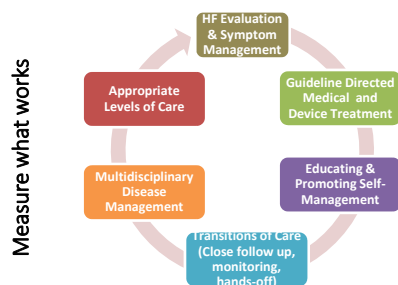 Measure what works
HF Evaluation
& Symptom
Management
Guideline Directed
Medical and
Device Treatment
Educating &
Promoting Self-
Management
Transitions of Care
(Close follow up,
monitoring,
hands-off)
Multidisciplinary
Disease
Management
Appropriate
Levels of Care